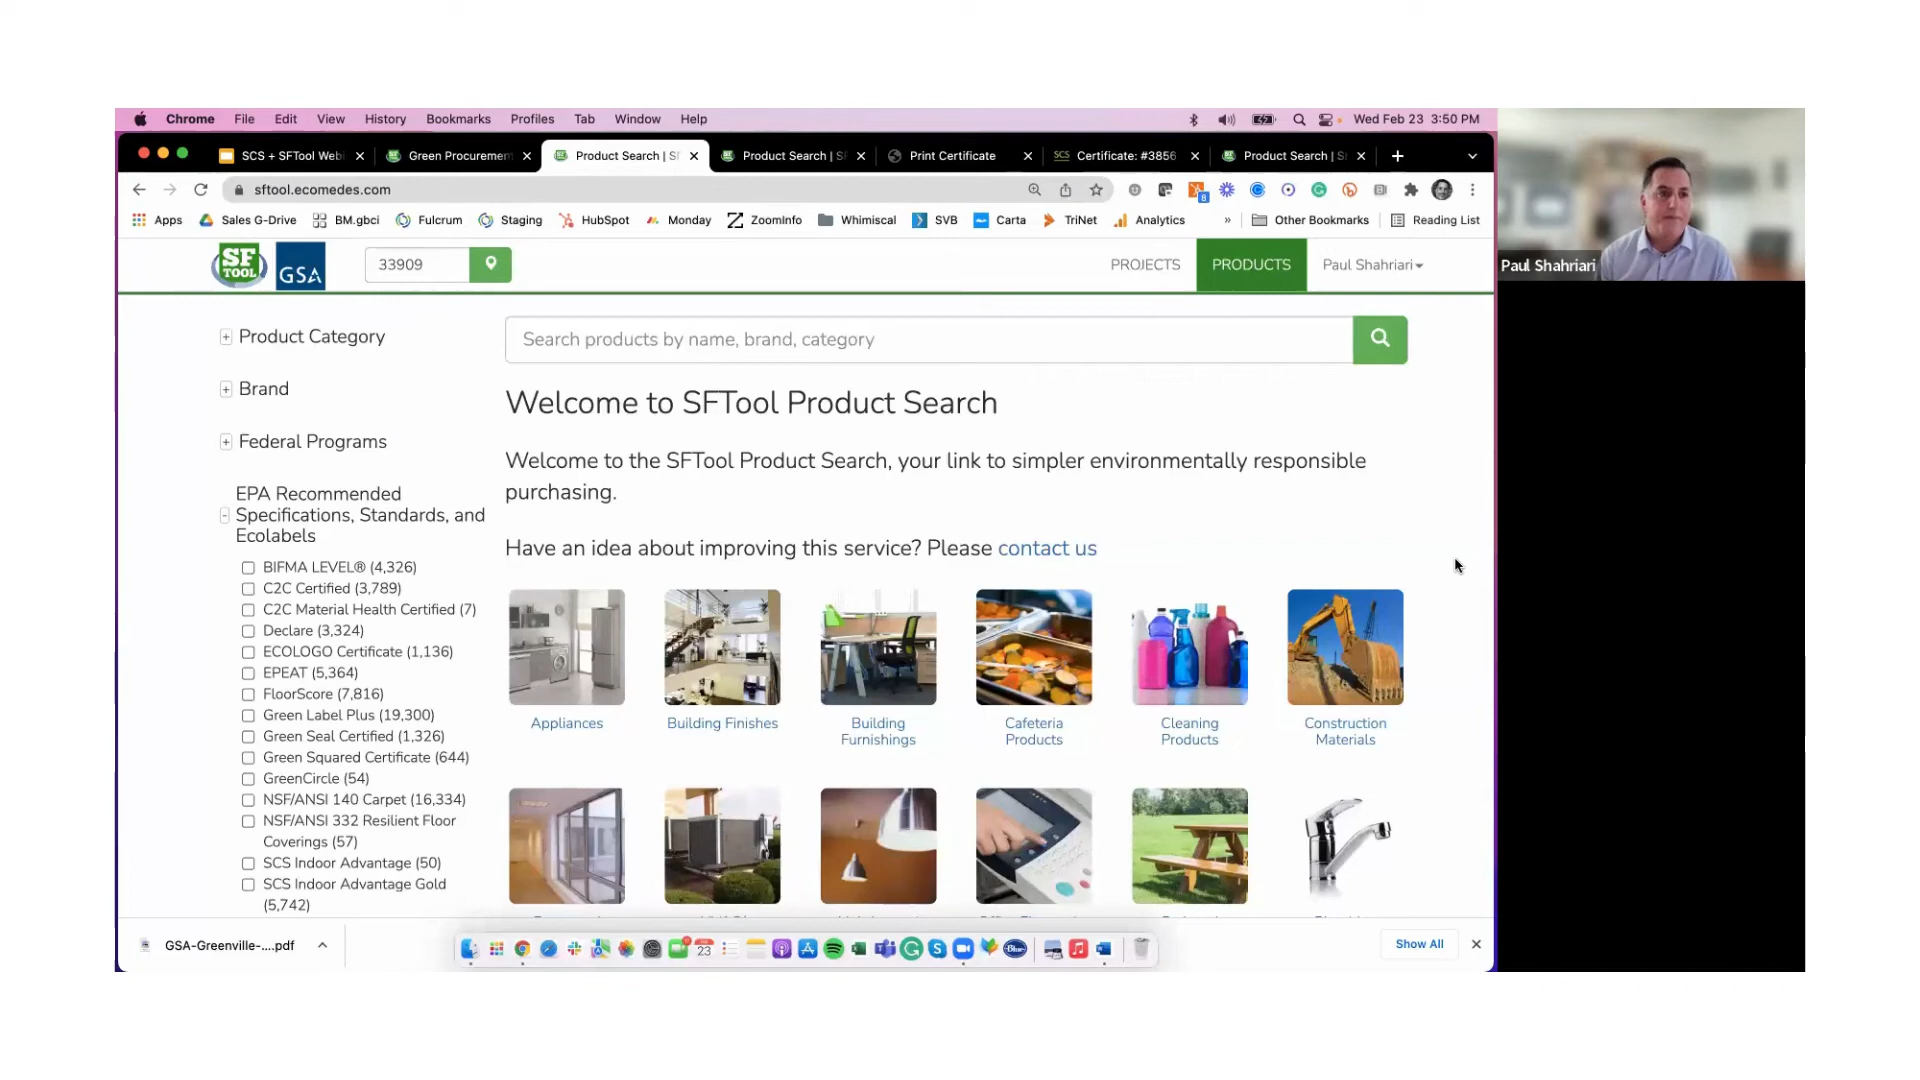 Chrome File Edit View History Bookmarks Profiles Tab Window Help Wed Feb 23 3:50 PM
SCS + SFTool Webi Green Procuremen Product Search | SF Product Search | SF Print Certificate SCS Certificate: #3856 Product Search | S
sftool.ecomedes.com 8
Apps Sales G-Drive BM.gbci Fulcrum Staging HubSpot Monday ZoomInfo Whimsical SVB Carta TriNet Analytics » Other Bookmarks Reading List
SF TOOL GSA 33909 PROJECTS PRODUCTS Paul Shahriari
Paul Shahriari
Product Category
Brand
Federal Programs
EPA Recommended
Specifications, Standards, and
Ecolabels
BIFMA LEVEL® (4,326)
C2C Certified (3,789)
C2C Material Health Certified (7)
Declare (3,324)
ECOLOGO Certificate (1,136)
EPEAT (5,364)
FloorScore (7,816)
Green Label Plus (19,300)
Green Seal Certified (1,326)
Green Squared Certificate (644)
GreenCircle (54)
NSF/ANSI 140 Carpet (16,334)
NSF/ANSI 332 Resilient Floor
Coverings (57)
SCS Indoor Advantage (50)
SCS Indoor Advantage Gold
(5,742)
Search products by name, brand, category
Welcome to SFTool Product Search
Welcome to the SFTool Product Search, your link to simpler environmentally responsible
purchasing.
Have an idea about improving this service? Please contact us
Appliances
Building Finishes
Building
Furnishings
Cafeteria
Products
Cleaning
Products
Construction
Materials
GSA-Greenville-....pdf
23
Show All